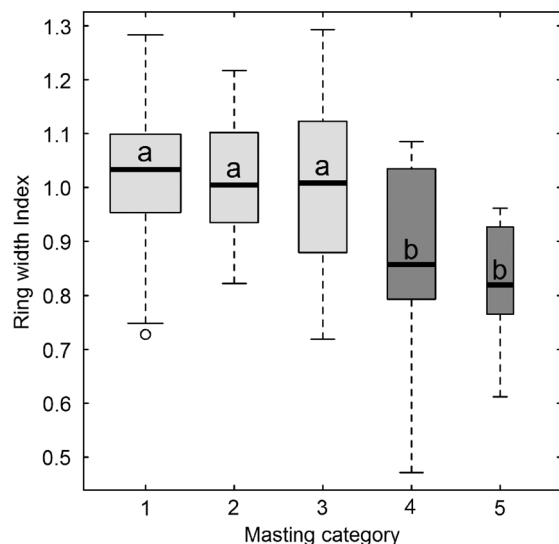 Ring width Index
1.3
1.2
1.1
1.0
0.9
0.8
0.7
0.6
0.5
a
a
a
b
b
1 2 3 4 5
Masting category